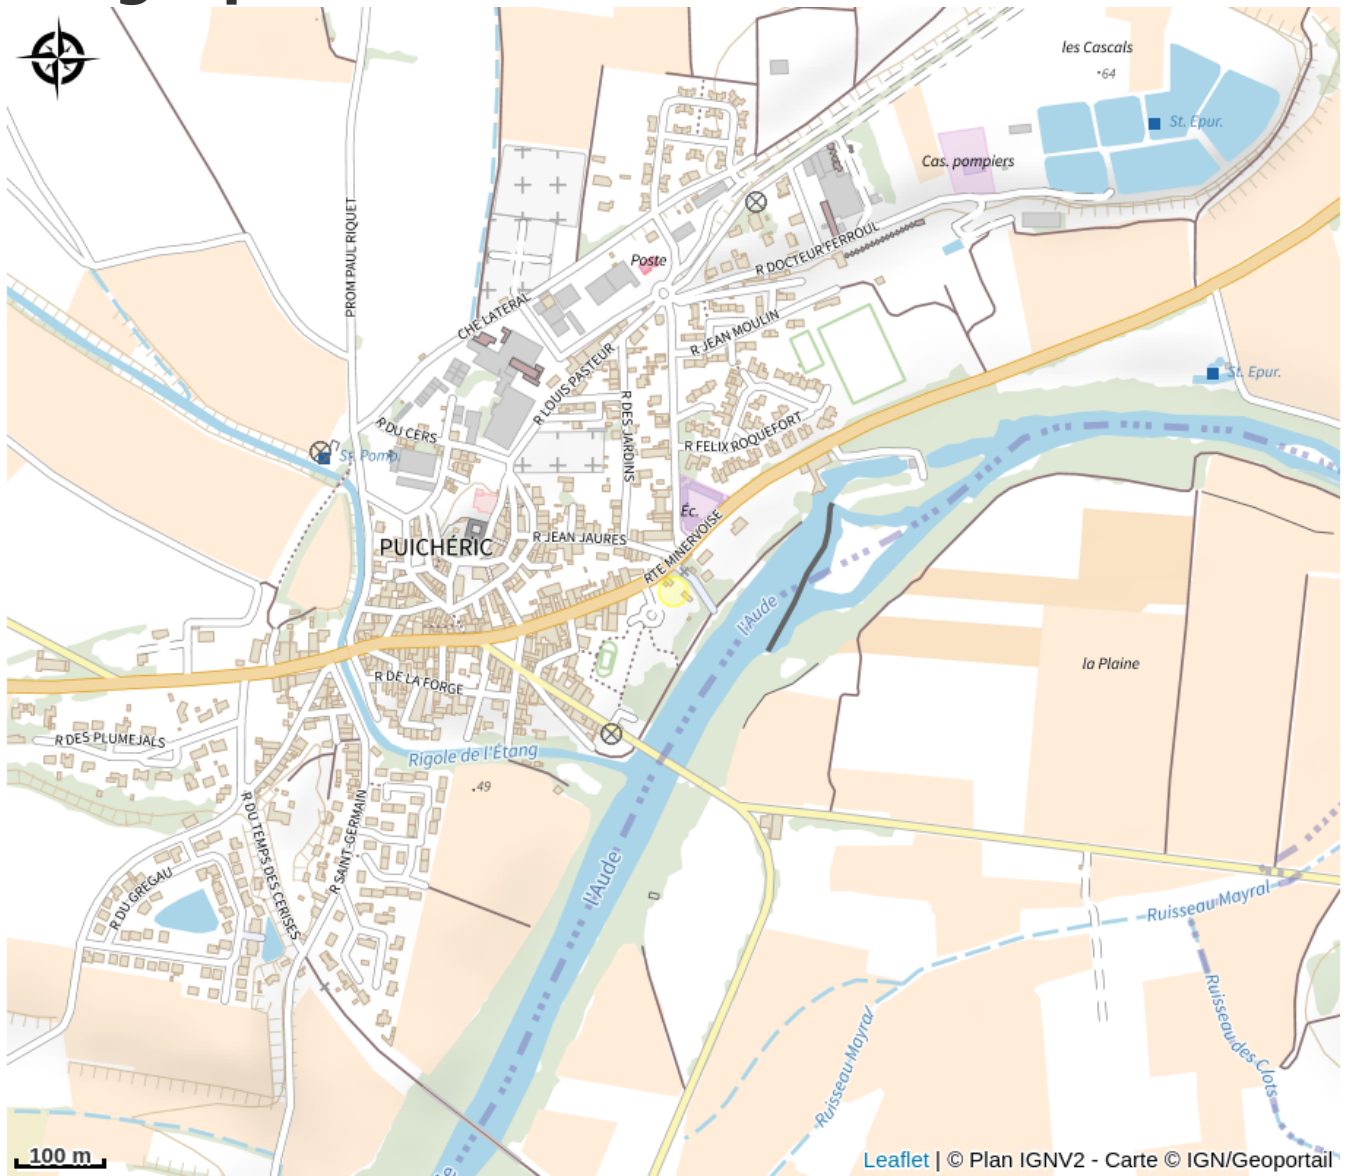 les Cascals
64
St. Epur.
Cas. pompiers
PROM PAUL RIQUET
R DOCTEUR FERROUL
Poste
CHE LATERAL
R JEAN MOULIN
R LOUIS PASTEUR
St. Epur.
R DES JARDINS
R DU CERS
R FELIX ROQUEFORT
St. Pomp.
Éc.
RTE MINERVOISE
R JEAN JAURES
PUICHÉRIC
l'Aude
la Plaine
R DE LA FORGE
R DES PLUMEJALS
Rigole de l'Étang
49
R DU TEMPS DES CERISES
R SAINT-GERMAIN
R DU GREGAU
l'Aude
Ruisseau Mayral
Ruisseau Mayral
Ruisseau des Clots
100 m
Leaflet | © Plan IGNV2 - Carte © IGN/Geoportail